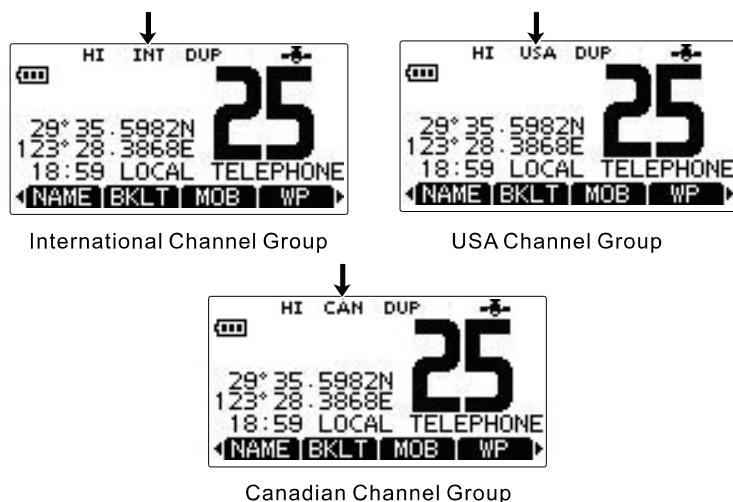 HI INT DUP
25
29°35.5982N
123°28.3868E
18:59 LOCAL TELEPHONE
NAME BKLT MOB WP
International Channel Group
HI USA DUP
25
29°35.5982N
123°28.3868E
18:59 LOCAL TELEPHONE
NAME BKLT MOB WP
USA Channel Group
HI CAN DUP
25
29°35.5982N
123°28.3868E
18:59 LOCAL TELEPHONE
NAME BKLT MOB WP
Canadian Channel Group